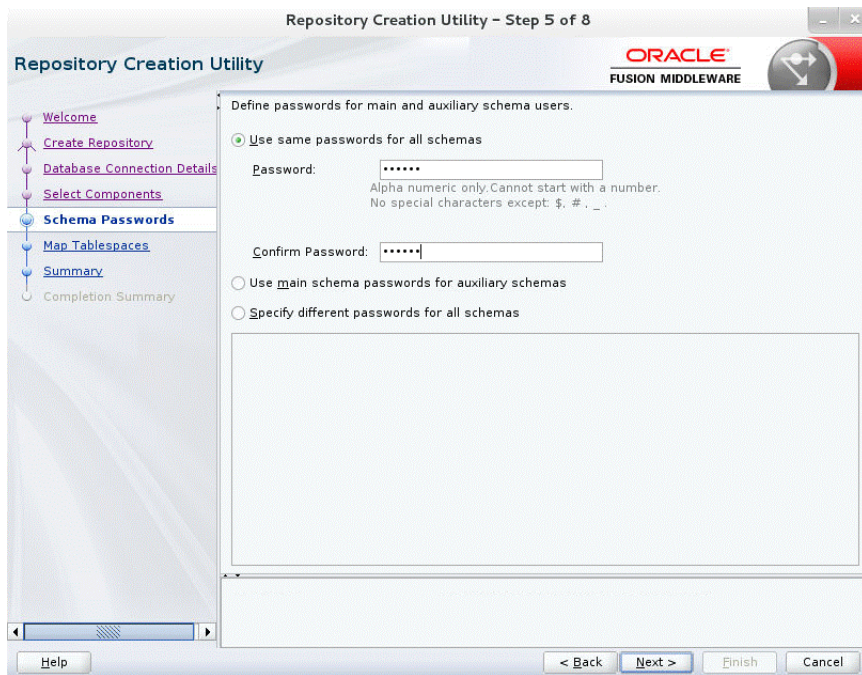 Repository Creation Utility - Step 5 of 8
Repository Creation Utility
ORACLE
FUSION MIDDLEWARE
Welcome
Create Repository
Database Connection Details
Select Components
Schema Passwords
Map Tablespaces
Summary
Completion Summary
Define passwords for main and auxiliary schema users.
Use same passwords for all schemas
Password: ••••••
Alpha numeric only.Cannot start with a number.
No special characters except: $, # , _ .
Confirm Password: ••••••
Use main schema passwords for auxiliary schemas
Specify different passwords for all schemas
Help
< Back
Next >
Finish
Cancel